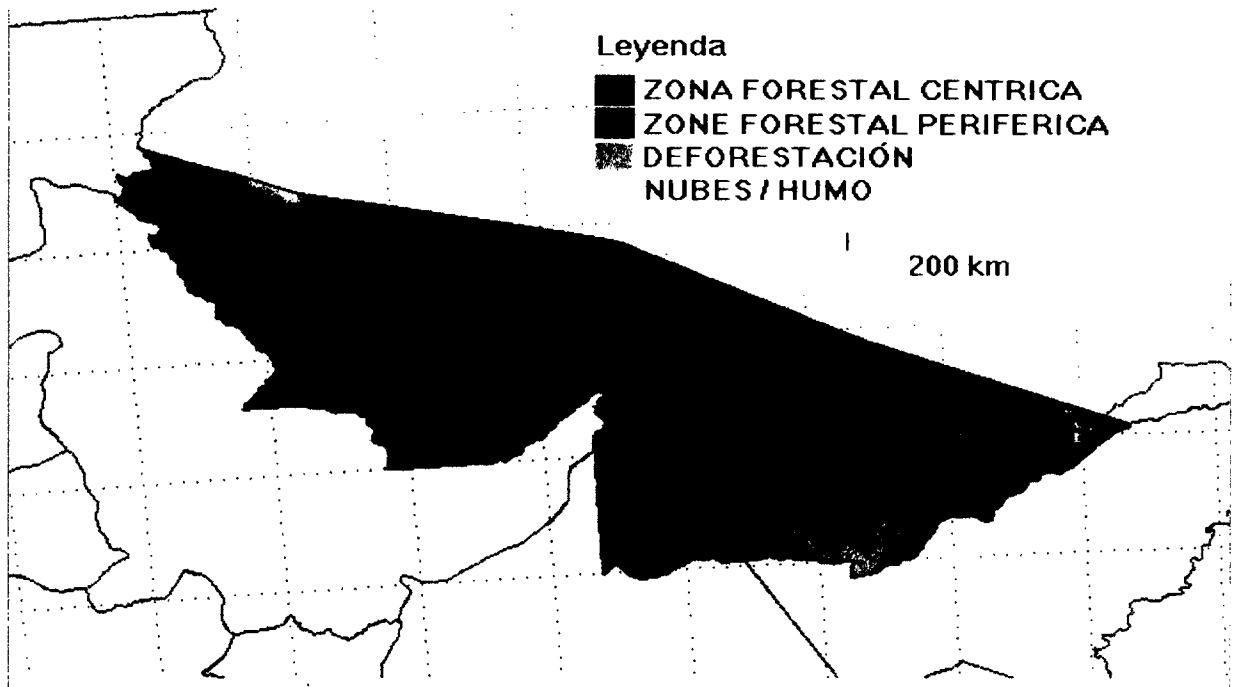 Leyenda
ZONA FORESTAL CENTRICA
ZONE FORESTAL PERIFERICA
DEFORESTACIÓN
NUBES / HUMO
200 km